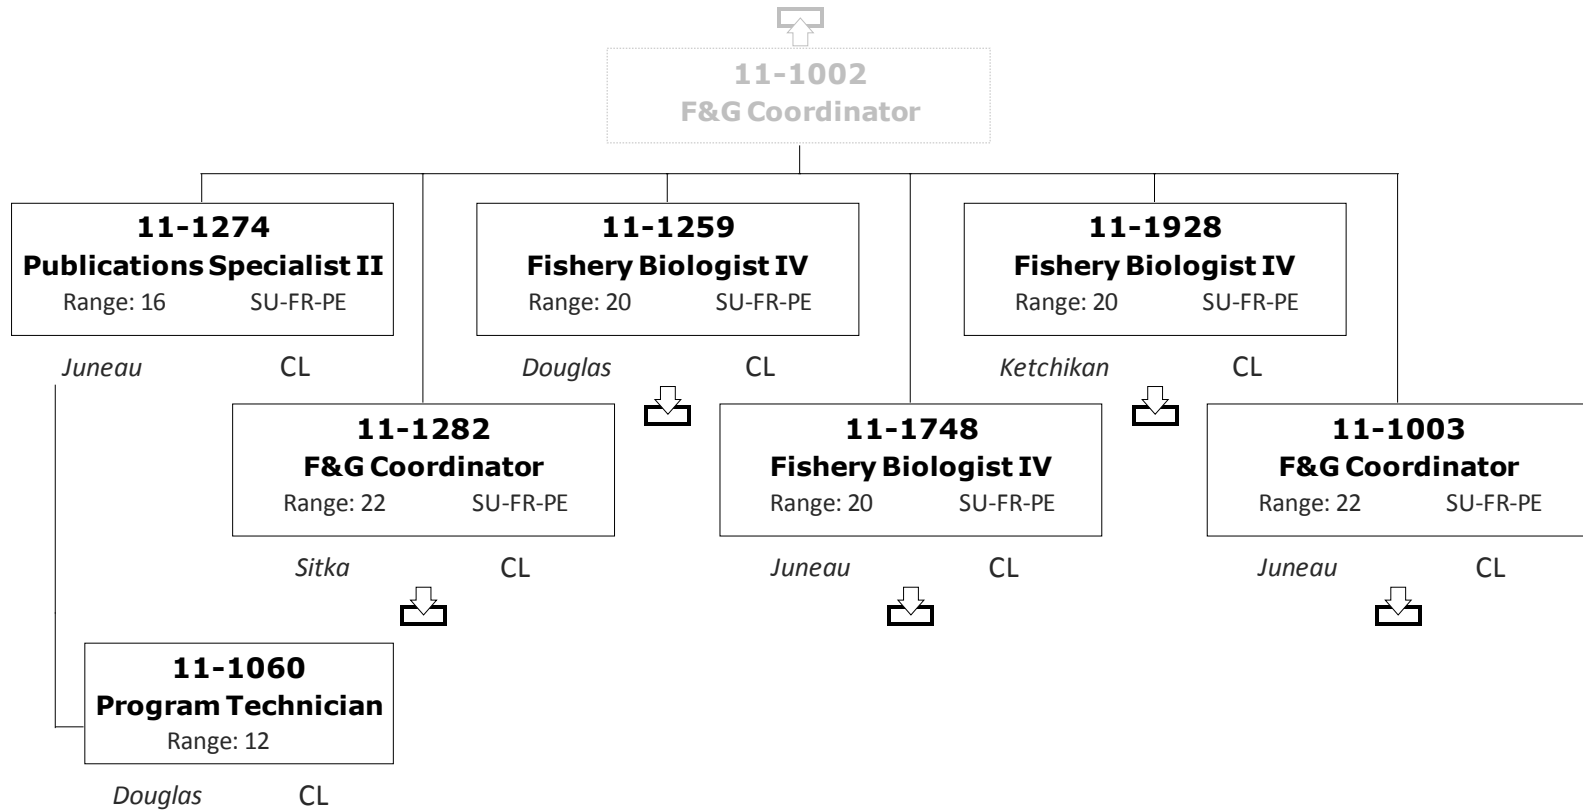 11-1002
F&G Coordinator
11-1274
Publications Specialist II
Range: 16 SU-FR-PE
Juneau CL
11-1259
Fishery Biologist IV
Range: 20 SU-FR-PE
Douglas CL
11-1928
Fishery Biologist IV
Range: 20 SU-FR-PE
Ketchikan CL
11-1282
F&G Coordinator
Range: 22 SU-FR-PE
Sitka CL
11-1748
Fishery Biologist IV
Range: 20 SU-FR-PE
Juneau CL
11-1003
F&G Coordinator
Range: 22 SU-FR-PE
Juneau CL
11-1060
Program Technician
Range: 12
Douglas CL